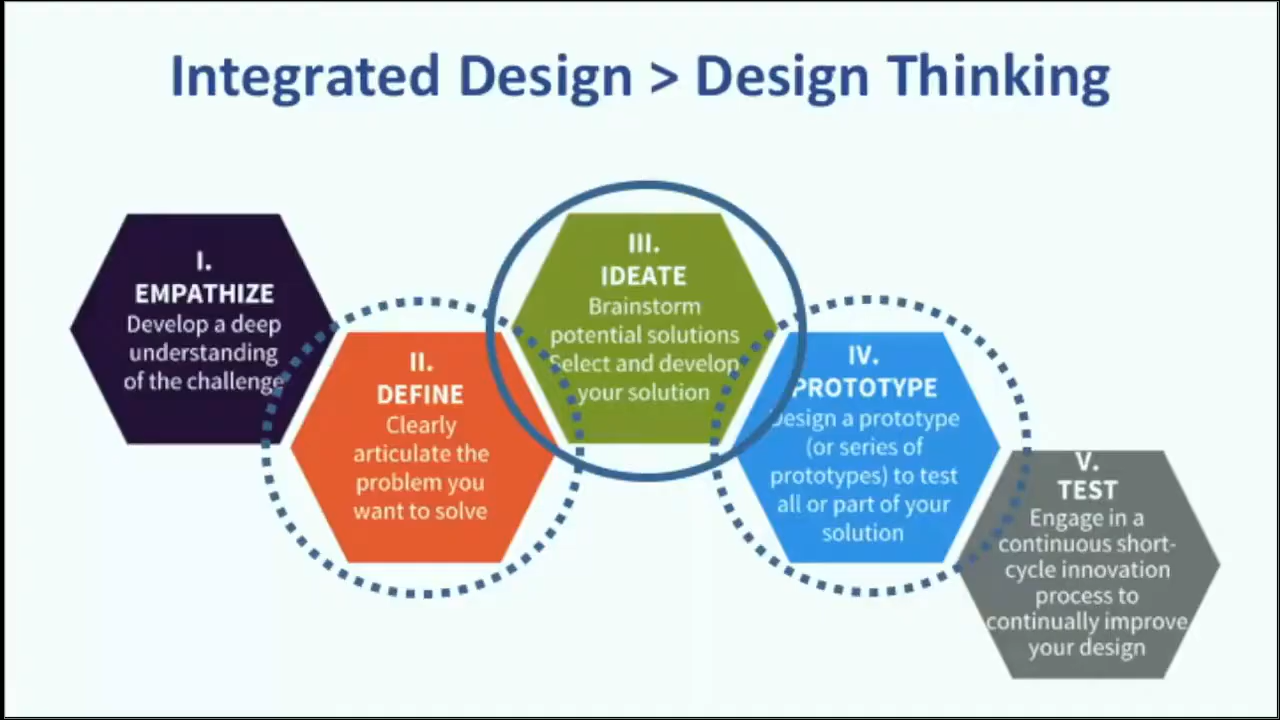 Integrated Design > Design Thinking
I.
EMPATHIZE
Develop a deep
understanding
of the challenge
II.
DEFINE
Clearly
articulate the
problem you
want to solve
III.
IDEATE
Brainstorm
potential solutions
Select and develop
your solution
IV.
PROTOTYPE
Design a prototype
(or series of
prototypes) to test
all or part of your
solution
V.
TEST
Engage in a
continuous short-
cycle innovation
process to
continually improve
your design